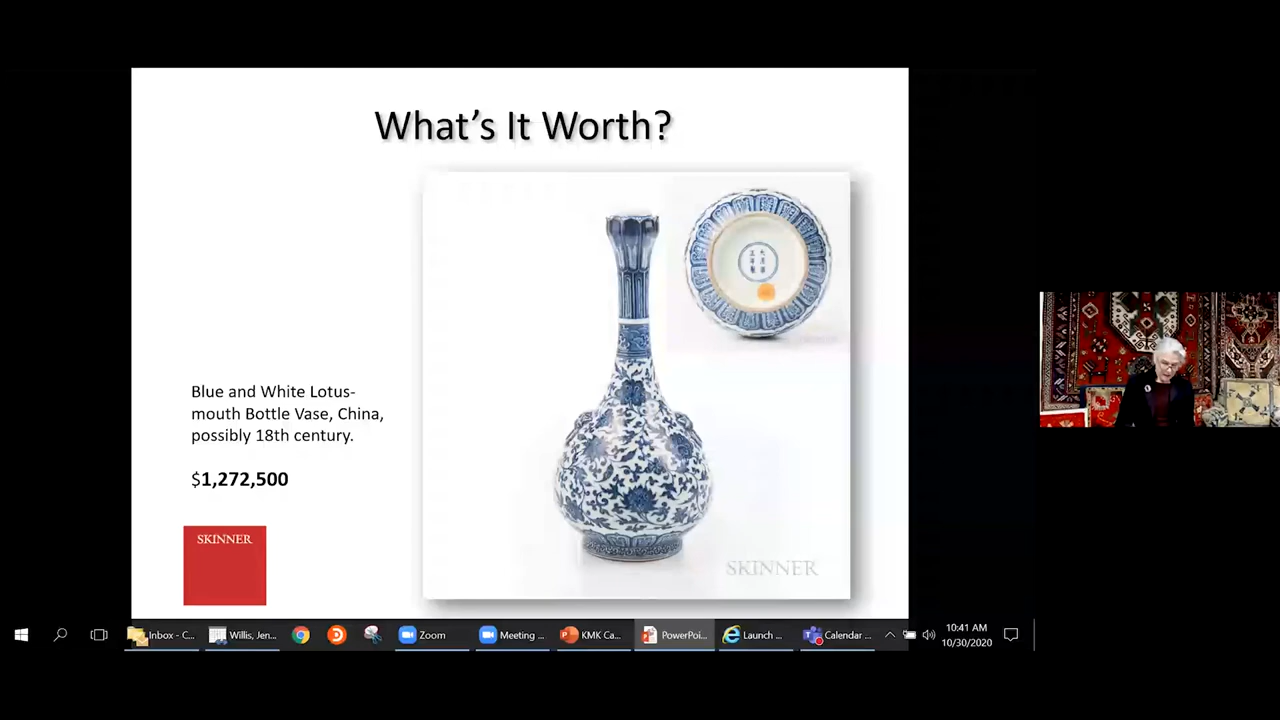 What's It Worth?
Blue and White Lotus-
mouth Bottle Vase, China,
possibly 18th century.
$1,272,500
SKINNER
SKINNER
Inbox - C...
Willis, Jen...
Zoom
Meeting ...
KMK Ca...
PowerPoi...
Launch ...
Calendar ...
10:41 AM
10/30/2020